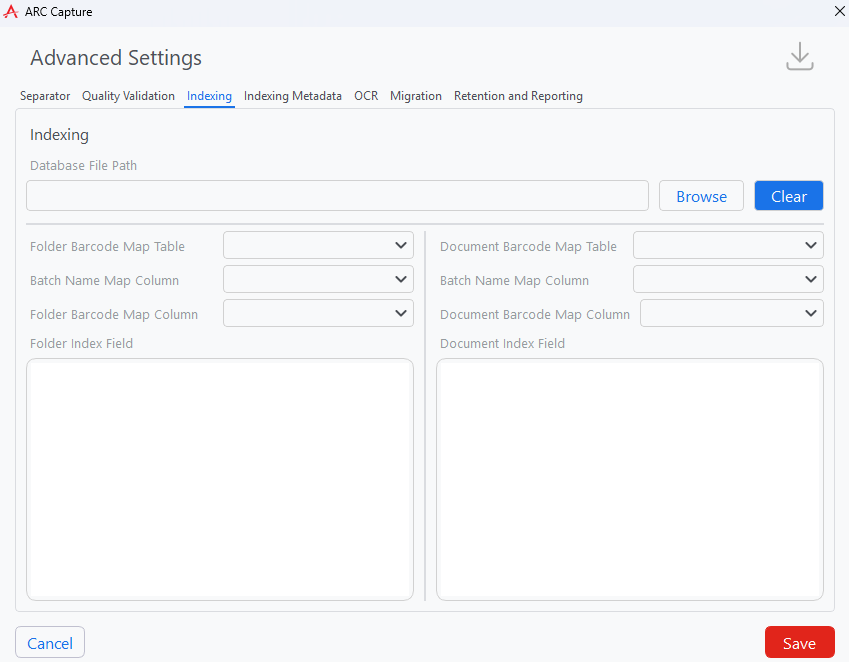 ARC Capture
Advanced Settings
Separator Quality Validation Indexing Indexing Metadata OCR Migration Retention and Reporting
Indexing
Database File Path
Browse Clear
Folder Barcode Map Table
Batch Name Map Column
Folder Barcode Map Column
Folder Index Field
Document Barcode Map Table
Batch Name Map Column
Document Barcode Map Column
Document Index Field
Cancel Save